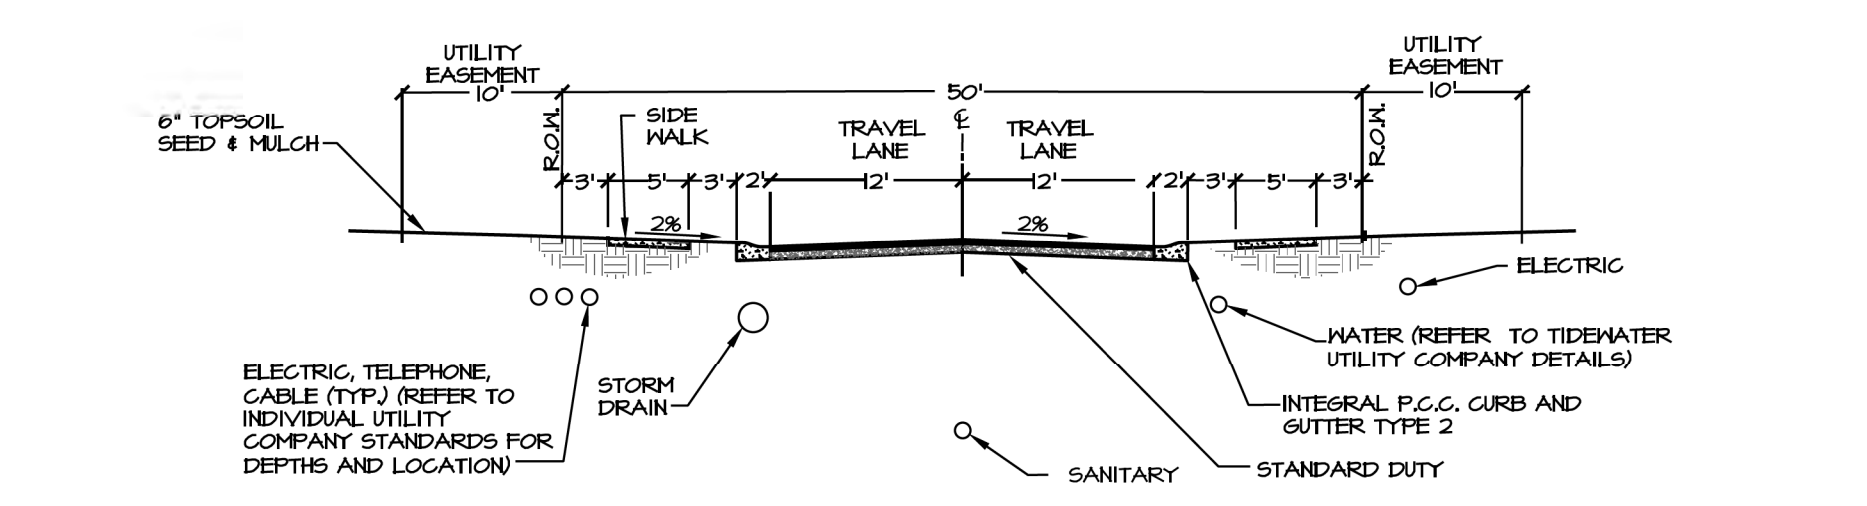 UTILITY
EASEMENT
10'
50'
UTILITY
EASEMENT
10'
6" TOPSOIL
SEED & MULCH
R.O.W.
SIDE
WALK
TRAVEL
LANE
℄
TRAVEL
LANE
R.O.W.
3' 5' 3' 2' 12' 12' 2' 3' 5' 3'
2%
2%
ELECTRIC
WATER (REFER TO TIDEWATER
UTILITY COMPANY DETAILS)
ELECTRIC, TELEPHONE,
CABLE (TYP.) (REFER TO
INDIVIDUAL UTILITY
COMPANY STANDARDS FOR
DEPTHS AND LOCATION)
STORM
DRAIN
INTEGRAL P.C.C. CURB AND
GUTTER TYPE 2
SANITARY
STANDARD DUTY